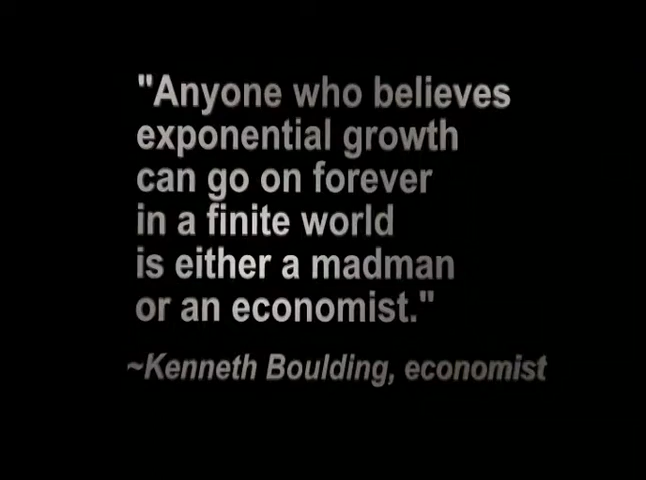 "Anyone who believes
exponential growth
can go on forever
in a finite world
is either a madman
or an economist."
~Kenneth Boulding, economist